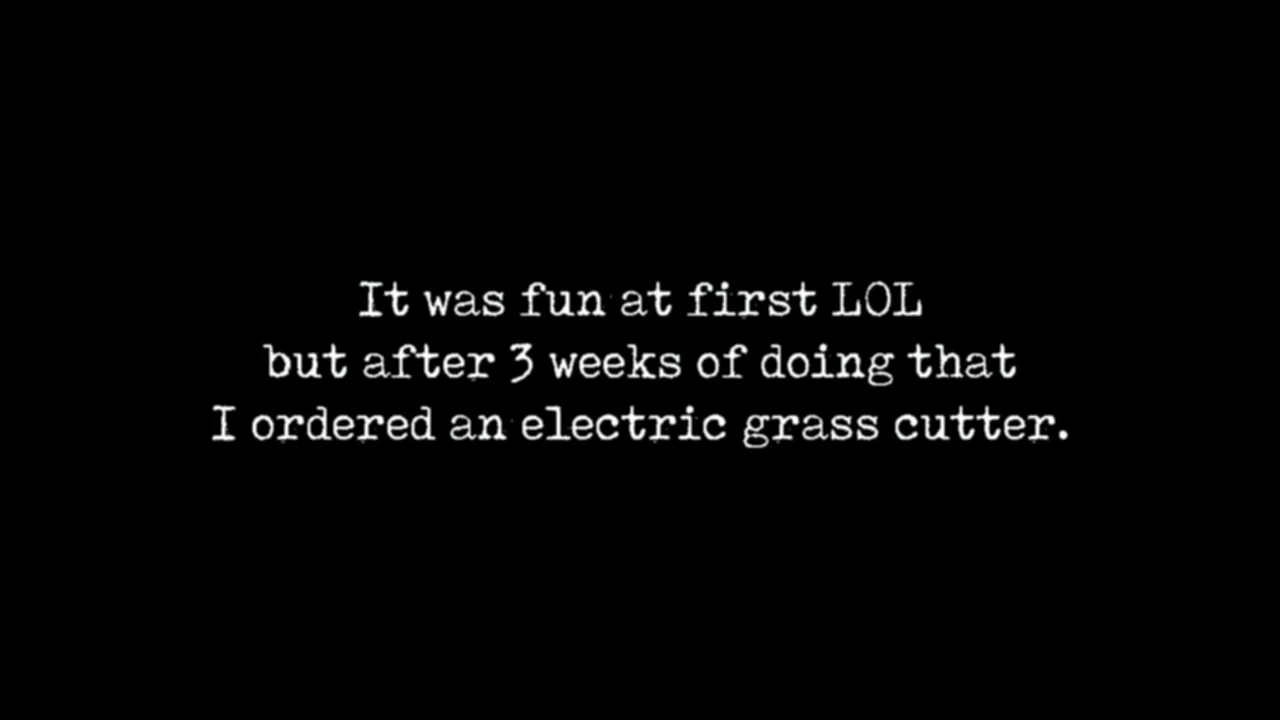 It was fun at first LOL
but after 3 weeks of doing that
I ordered an electric grass cutter.